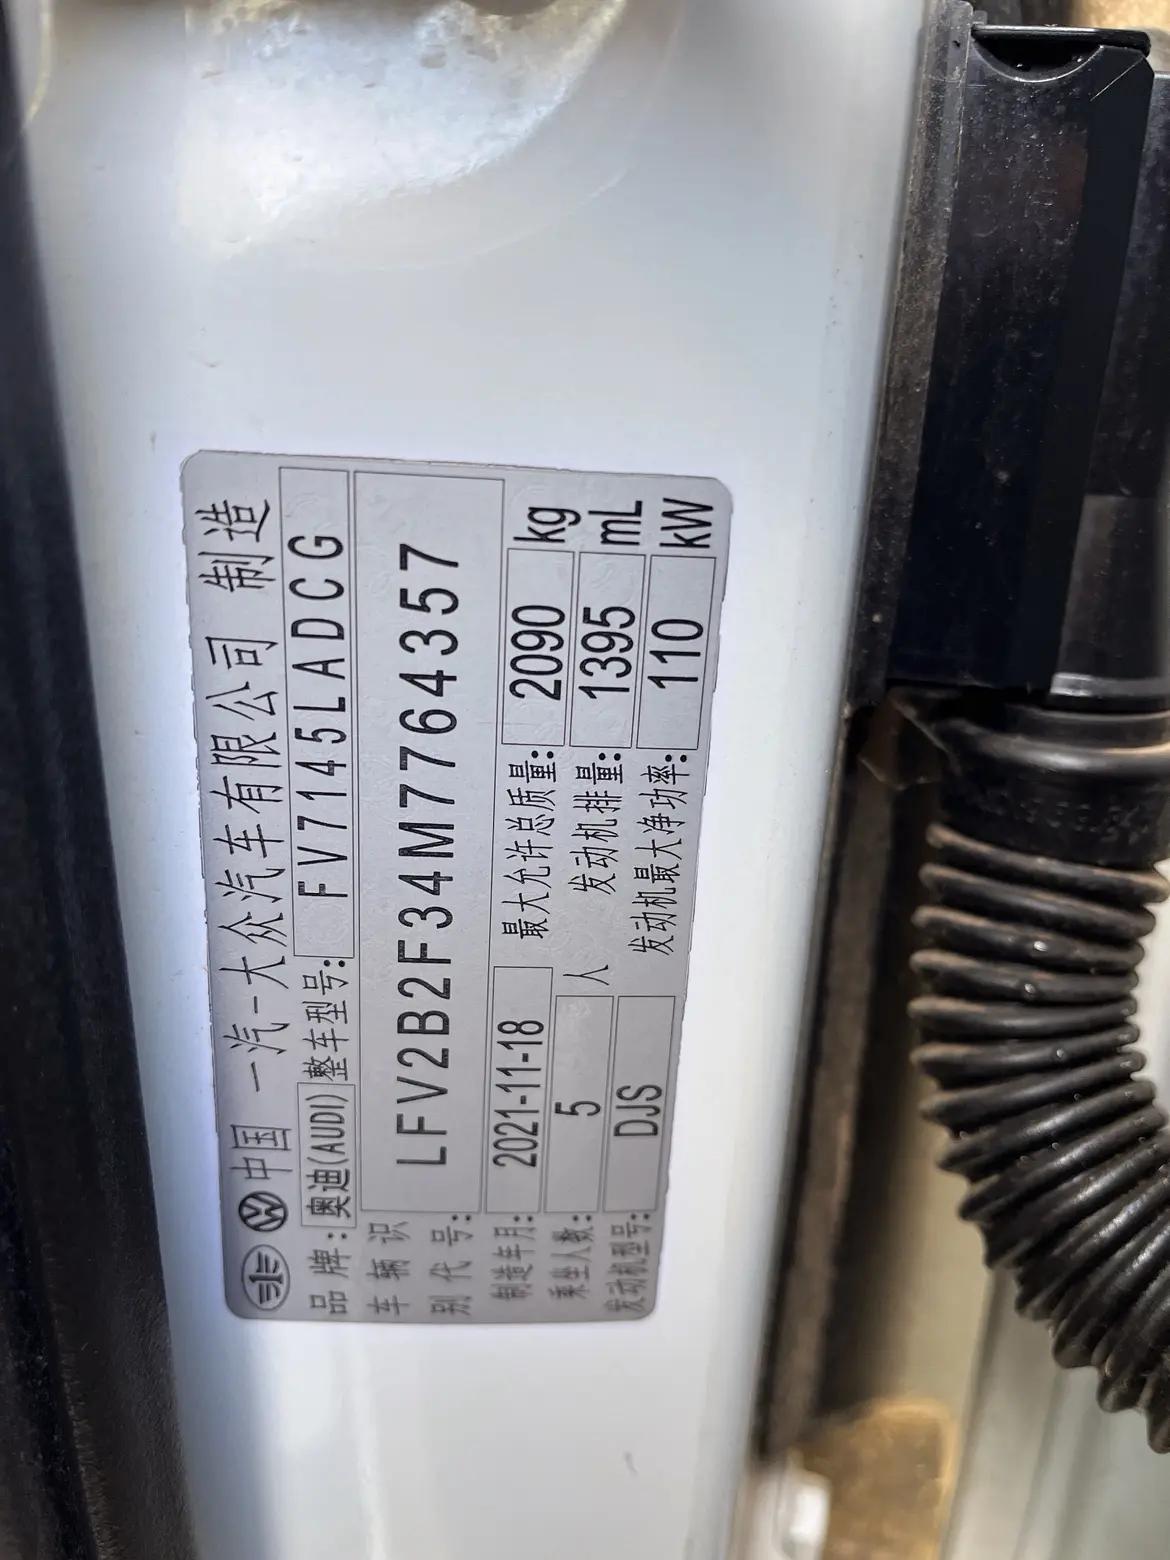 中国 一汽-大众汽车有限公司 制造
品牌: 奥迪(AUDI) 整车型号: FV7145LADCG
车辆识别代号: LFV2B2F34M7764357
制造年月: 2021-11-18 最大允许总质量: 2090 kg
乘坐人数: 5 人 发动机排量: 1395 mL
发动机型号: DJS 发动机最大净功率: 110 kW